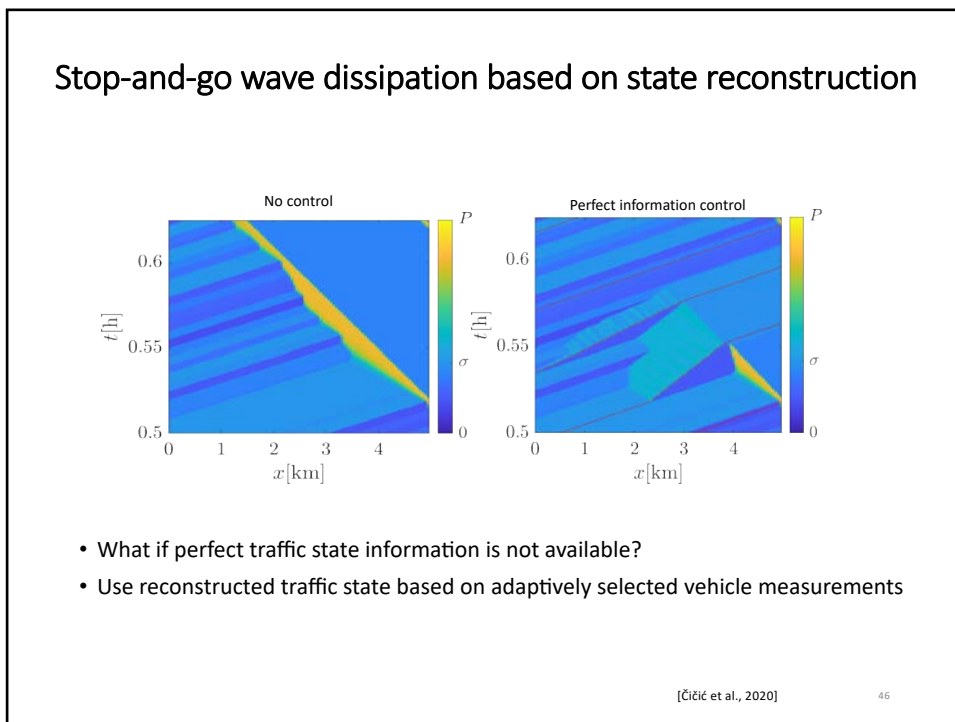 Stop-and-go wave dissipation based on state reconstruction
No control
P
0.6
t[h]
0.55
σ
0.5
0
0 1 2 3 4
x[km]
Perfect information control
P
0.6
t[h]
0.55
σ
0.5
0
0 1 2 3 4
x[km]
• What if perfect traffic state information is not available?
• Use reconstructed traffic state based on adaptively selected vehicle measurements
[Čičić et al., 2020]
46